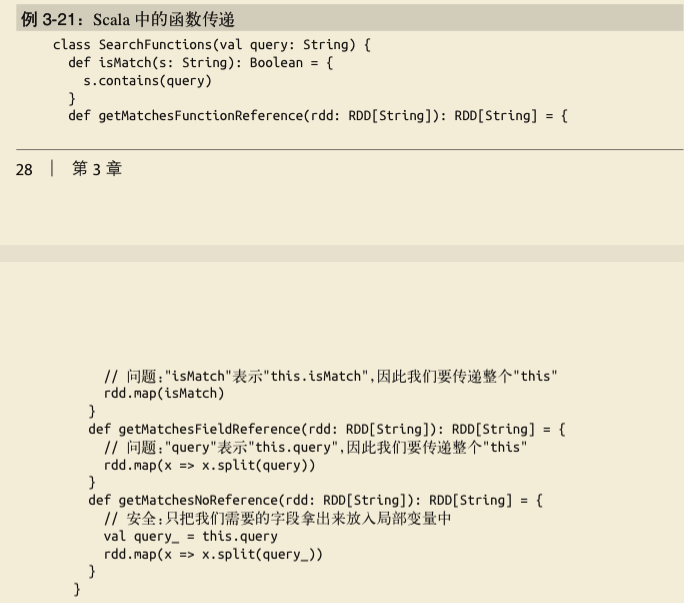 例 3-21：Scala 中的函数传递
class SearchFunctions(val query: String) {
  def isMatch(s: String): Boolean = {
    s.contains(query)
  }
  def getMatchesFunctionReference(rdd: RDD[String]): RDD[String] = {
28 | 第 3 章
    // 问题:"isMatch"表示"this.isMatch",因此我们要传递整个"this"
    rdd.map(isMatch)
  }
  def getMatchesFieldReference(rdd: RDD[String]): RDD[String] = {
    // 问题:"query"表示"this.query",因此我们要传递整个"this"
    rdd.map(x => x.split(query))
  }
  def getMatchesNoReference(rdd: RDD[String]): RDD[String] = {
    // 安全:只把我们需要的字段拿出来放入局部变量中
    val query_ = this.query
    rdd.map(x => x.split(query_))
  }
}